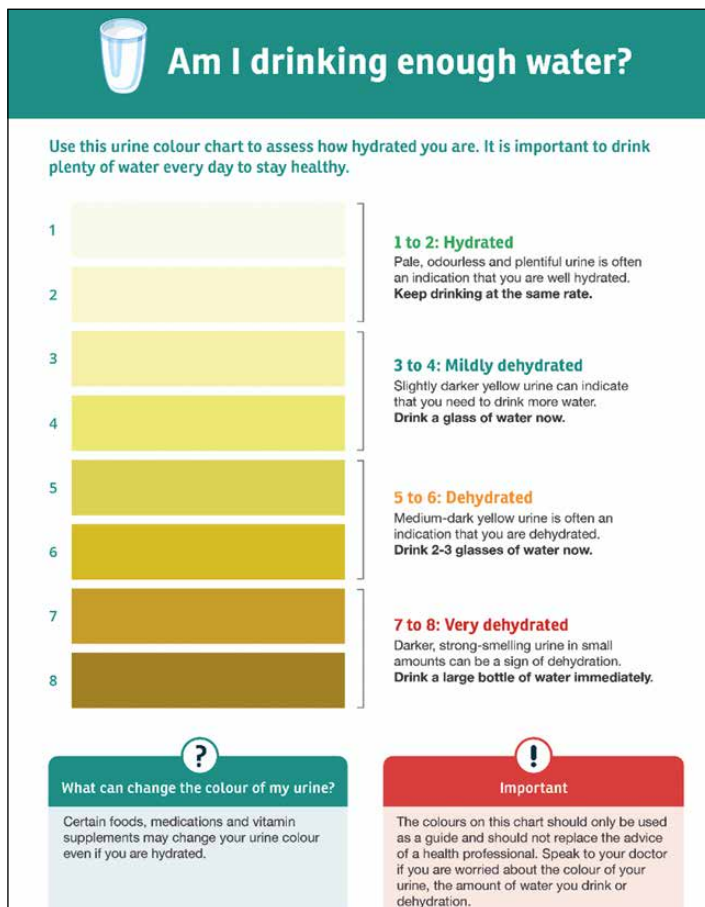 Am I drinking enough water?
Use this urine colour chart to assess how hydrated you are. It is important to drink
plenty of water every day to stay healthy.
1
2
1 to 2: Hydrated
Pale, odourless and plentiful urine is often
an indication that you are well hydrated.
Keep drinking at the same rate.
3
4
3 to 4: Mildly dehydrated
Slightly darker yellow urine can indicate
that you need to drink more water.
Drink a glass of water now.
5
6
5 to 6: Dehydrated
Medium-dark yellow urine is often an
indication that you are dehydrated.
Drink 2-3 glasses of water now.
7
8
7 to 8: Very dehydrated
Darker, strong-smelling urine in small
amounts can be a sign of dehydration.
Drink a large bottle of water immediately.
?
What can change the colour of my urine?
Certain foods, medications and vitamin
supplements may change your urine colour
even if you are hydrated.
!
Important
The colours on this chart should only be used
as a guide and should not replace the advice
of a health professional. Speak to your doctor
if you are worried about the colour of your
urine, the amount of water you drink or
dehydration.